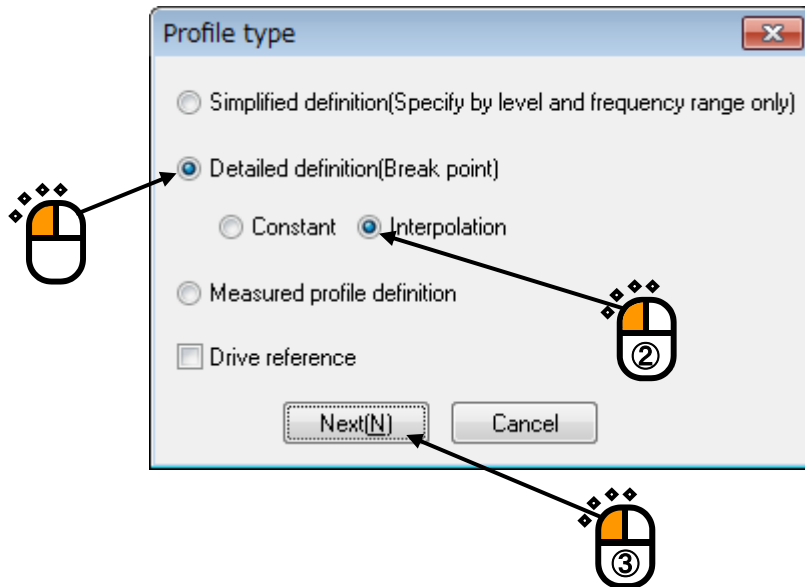 Profile type
Simplified definition(Specify by level and frequency range only)
Detailed definition(Break point)
Constant Interpolation
②
Measured profile definition
Drive reference
Next(N) Cancel
③